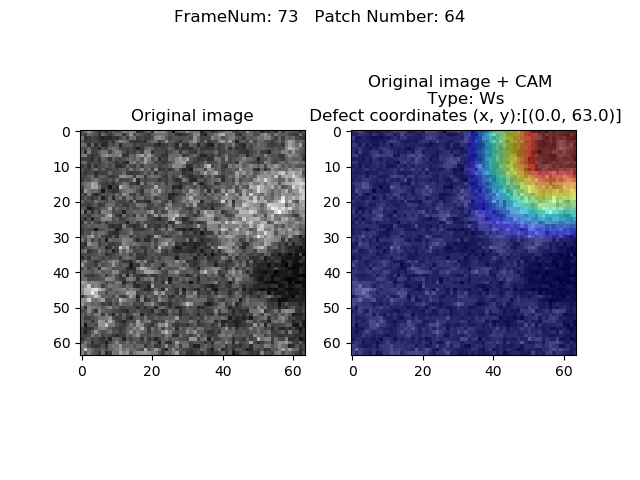 FrameNum: 73   Patch Number: 64
Original image
0
10
20
30
40
50
60
0 20 40 60
Original image + CAM
Type: Ws
Defect coordinates (x, y):[(0.0, 63.0)]
0
10
20
30
40
50
60
0 20 40 60